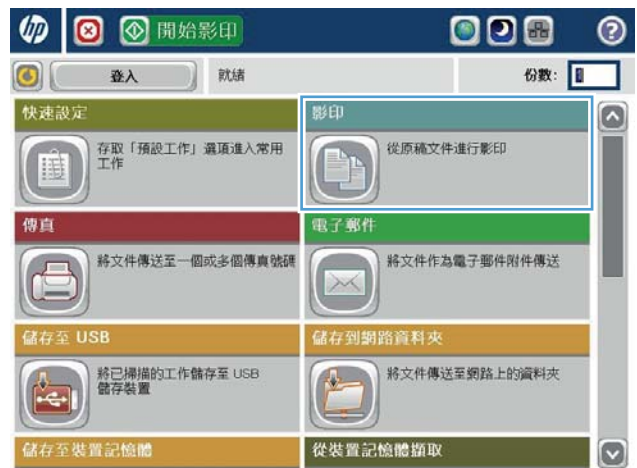 hp 開始影印 ?
登入 就緒 份數: 1
快速設定
存取「預設工作」選項進入常用
工作
影印
從原稿文件進行影印
傳真
將文件傳送至一個或多個傳真號碼
電子郵件
將文件作為電子郵件附件傳送
儲存至 USB
將已掃描的工作儲存至 USB
儲存裝置
儲存到網路資料夾
將文件傳送至網路上的資料夾
儲存至裝置記憶體
從裝置記憶體擷取